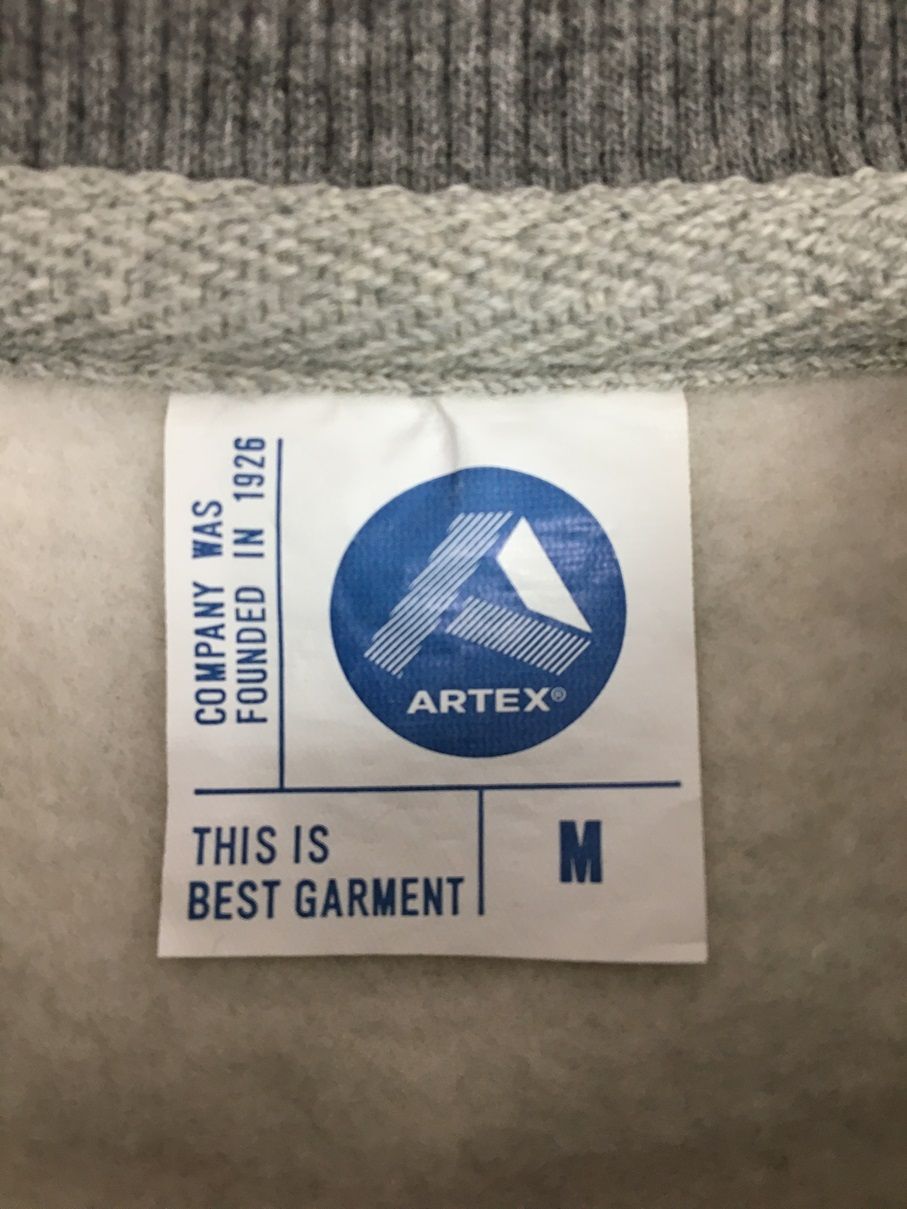 COMPANY WAS
FOUNDED IN 1926
ARTEX®
THIS IS
BEST GARMENT
M